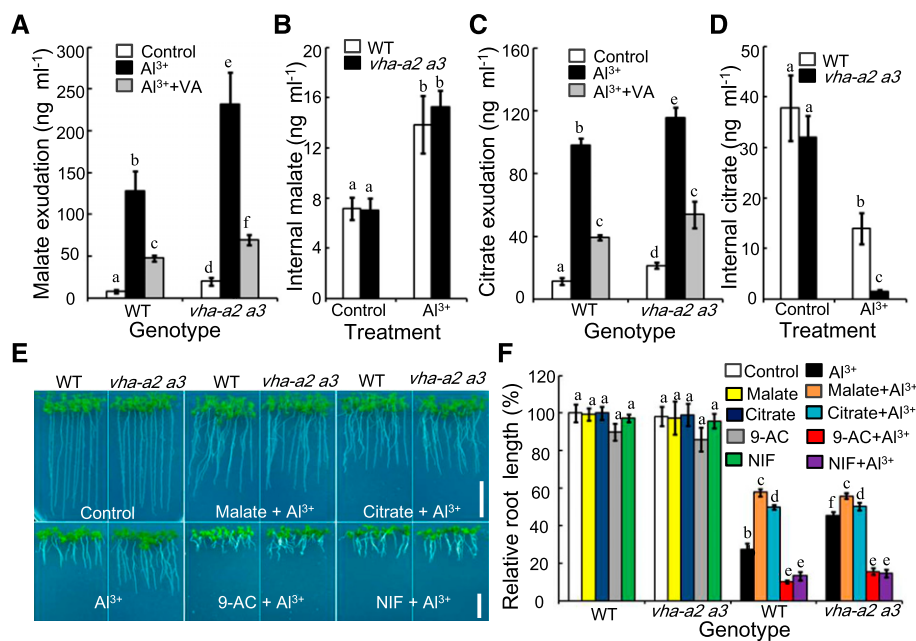 A
Malate exudation (ng ml-1)
300
250
200
150
100
50
0
Control
Al3+
Al3++VA
a
b
c
d
e
f
WT
vha-a2 a3
Genotype
B
Internal malate (ng ml-1)
20
16
12
8
4
0
WT
vha-a2 a3
a
a
b
b
Control
Al3+
Treatment
C
Citrate exudation (ng ml-1)
160
120
80
40
0
Control
Al3+
Al3++VA
a
b
c
d
e
c
WT
vha-a2 a3
Genotype
D
Internal citrate (ng ml-1)
50
40
30
20
10
0
WT
vha-a2 a3
a
a
b
c
Control
Al3+
Treatment
E
WT
vha-a2 a3
WT
vha-a2 a3
WT
vha-a2 a3
Control
Malate + Al3+
Citrate + Al3+
Al3+
9-AC + Al3+
NIF + Al3+
F
Relative root length (%)
120
100
80
60
40
20
0
Control
Al3+
Malate
Malate+Al3+
Citrate
Citrate+Al3+
9-AC
9-AC+Al3+
NIF
NIF+Al3+
a
a
a
a
a
a
a
a
a
a
b
c
d
e
e
f
c
d
e
e
WT
vha-a2 a3
WT
vha-a2 a3
Genotype